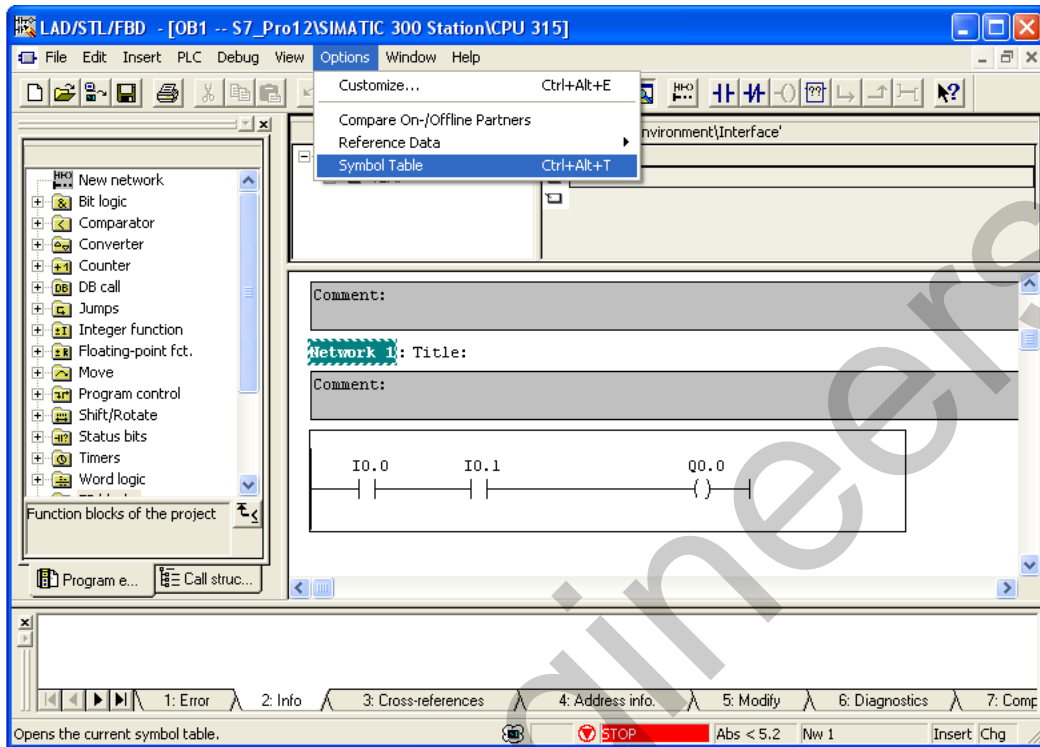 LAD/STL/FBD - [OB1 -- S7_Pro12\SIMATIC 300 Station\CPU 315]
File Edit Insert PLC Debug View Options Window Help
Customize... Ctrl+Alt+E
Compare On-/Offline Partners
Reference Data
Symbol Table Ctrl+Alt+T
nvironment\Interface'
New network
Bit logic
Comparator
Converter
Counter
DB call
Jumps
Integer function
Floating-point fct.
Move
Program control
Shift/Rotate
Status bits
Timers
Word logic
Function blocks of the project
Program e... Call struc...
Comment:
Network 1: Title:
Comment:
I0.0 I0.1 Q0.0
1: Error 2: Info 3: Cross-references 4: Address info. 5: Modify 6: Diagnostics 7: Comp
Opens the current symbol table. STOP Abs < 5.2 Nw 1 Insert Chg
gineers